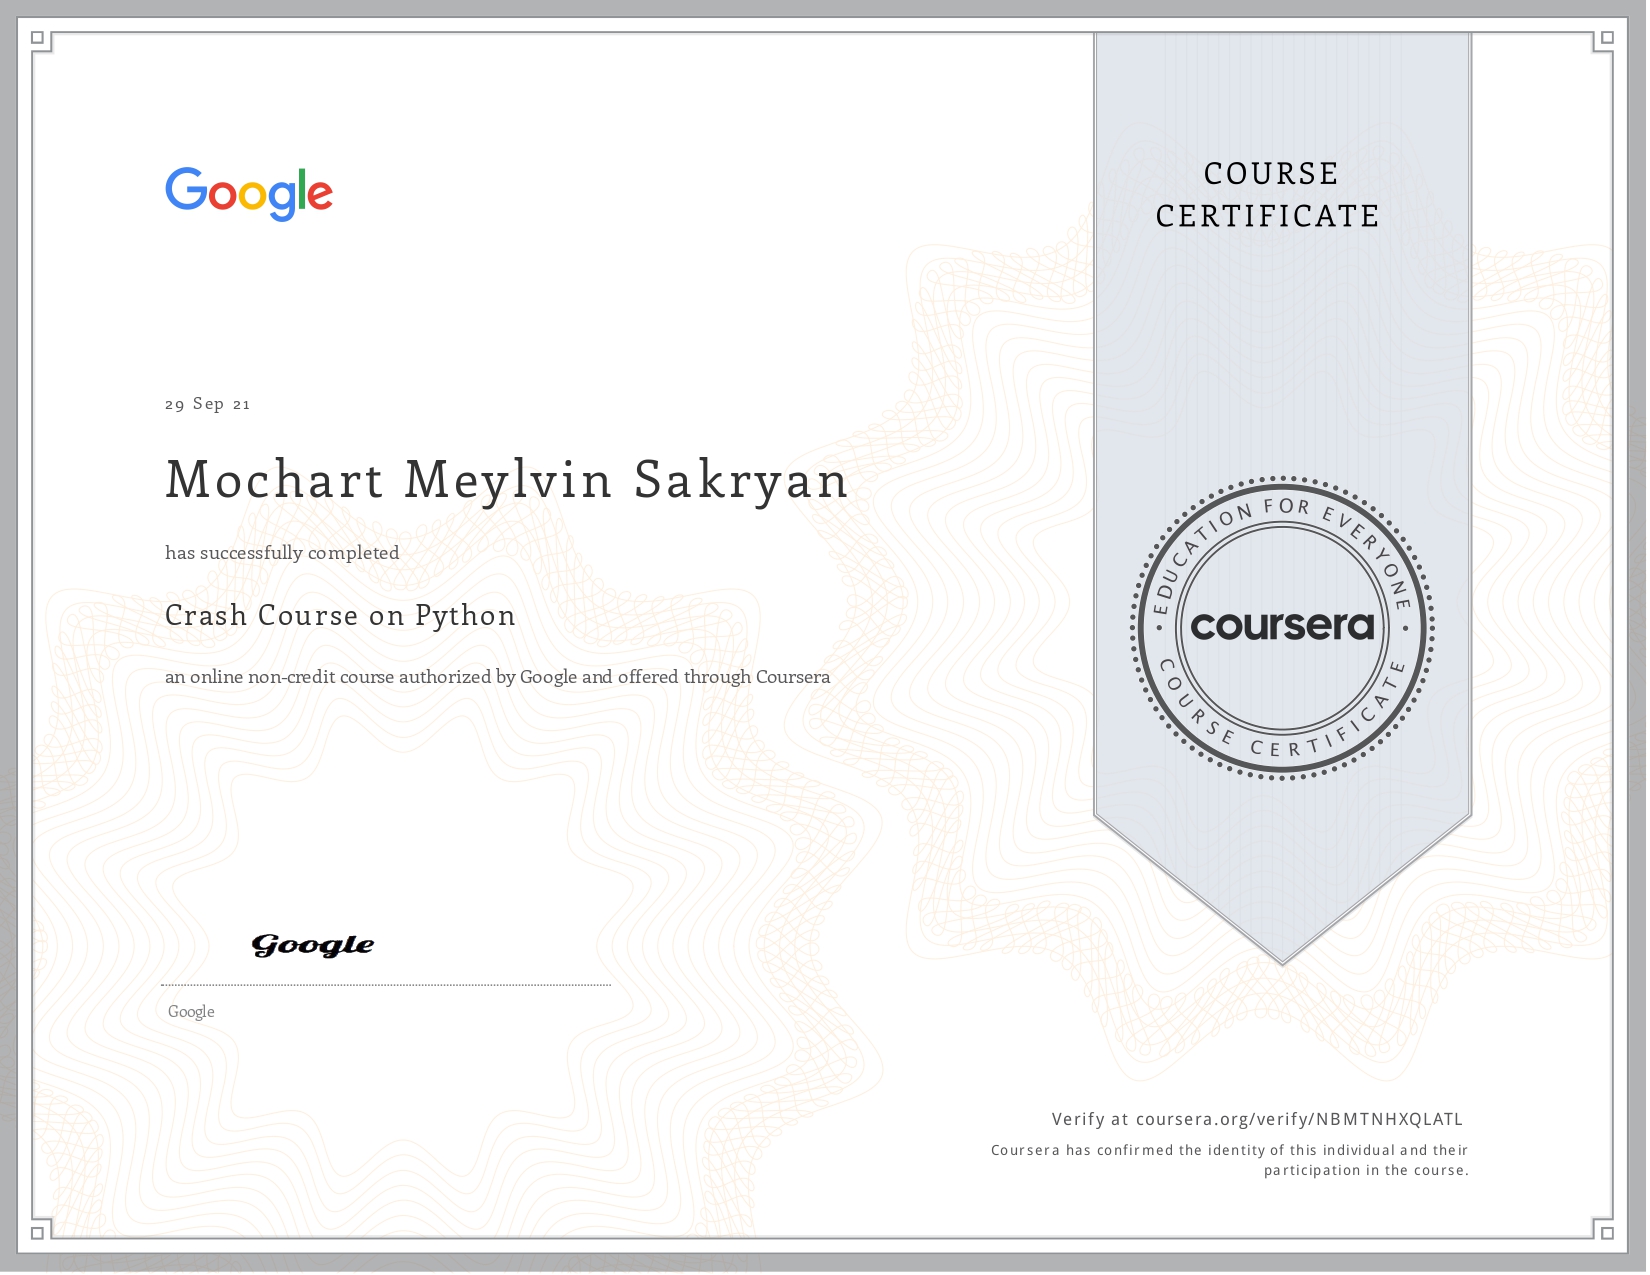 Google
COURSE
CERTIFICATE
29 Sep 21
Mochart Meylvin Sakryan
has successfully completed
Crash Course on Python
an online non-credit course authorized by Google and offered through Coursera
EDUCATION FOR EVERYONE
coursera
COURSE CERTIFICATE
Google
Google
Verify at coursera.org/verify/NBMTNHXQLATL
Coursera has confirmed the identity of this individual and their
participation in the course.